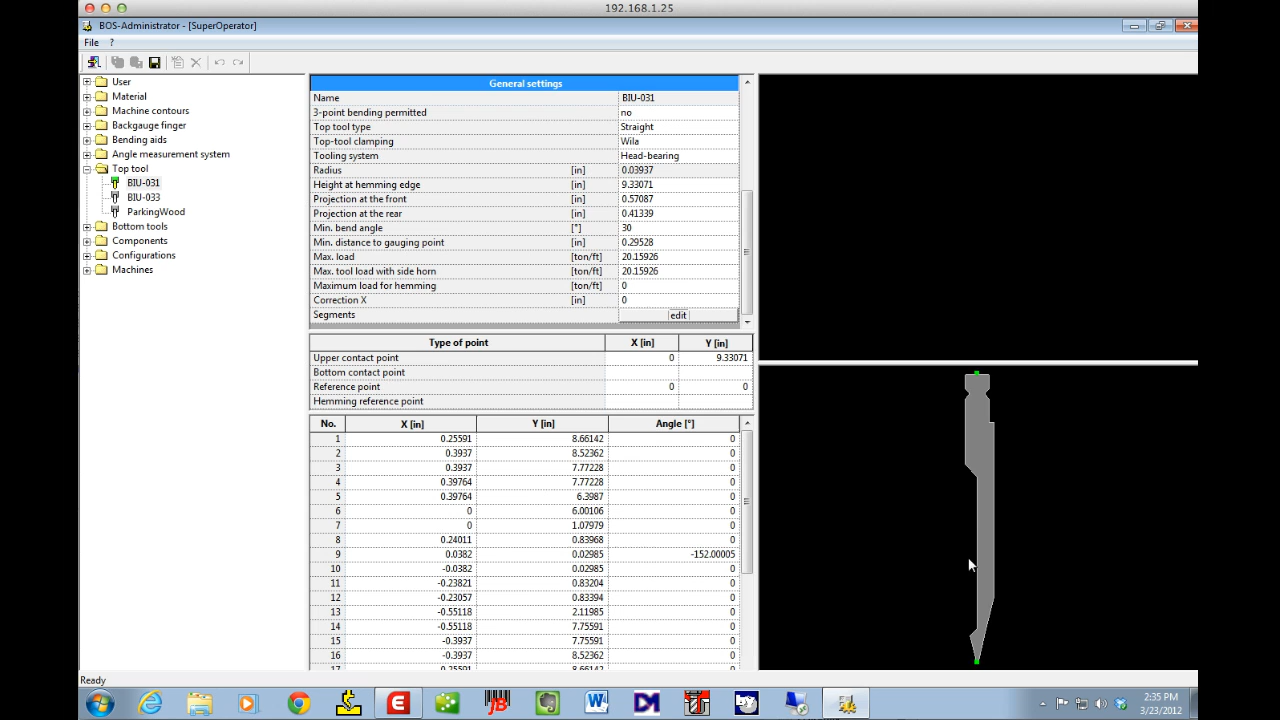 192.168.1.25
BOS-Administrator - [SuperOperator]
File ?
User
Material
Machine contours
Backgauge finger
Bending aids
Angle measurement system
Top tool
BIU-031
BIU-033
ParkingWood
Bottom tools
Components
Configurations
Machines
General settings
Name BIU-031
3-point bending permitted no
Top tool type Straight
Top-tool clamping Wila
Tooling system Head-bearing
Radius [in] 0.03937
Height at hemming edge [in] 9.33071
Projection at the front [in] 0.57087
Projection at the rear [in] 0.41339
Min. bend angle [°] 30
Min. distance to gauging point [in] 0.29528
Max. load [ton/ft] 20.15926
Max. tool load with side horn [ton/ft] 20.15926
Maximum load for hemming [ton/ft] 0
Correction X [in] 0
Segments edit
Type of point X [in] Y [in]
Upper contact point 0 9.33071
Bottom contact point
Reference point 0 0
Hemming reference point
No. X [in] Y [in] Angle [°]
1 0.25591 8.66142 0
2 0.3937 8.52362 0
3 0.3937 7.77228 0
4 0.39764 7.77228 0
5 0.39764 6.3987 0
6 0 6.00106 0
7 0 1.07979 0
8 0.24011 0.83968 0
9 0.0382 0.02985 -152.00005
10 -0.0382 0.02985 0
11 -0.23821 0.83204 0
12 -0.23057 0.83394 0
13 -0.55118 2.11985 0
14 -0.55118 7.75591 0
15 -0.3937 7.75591 0
16 -0.3937 8.52362 0
17 0.25591 8.66142 0
Ready
2:35 PM
3/23/2012